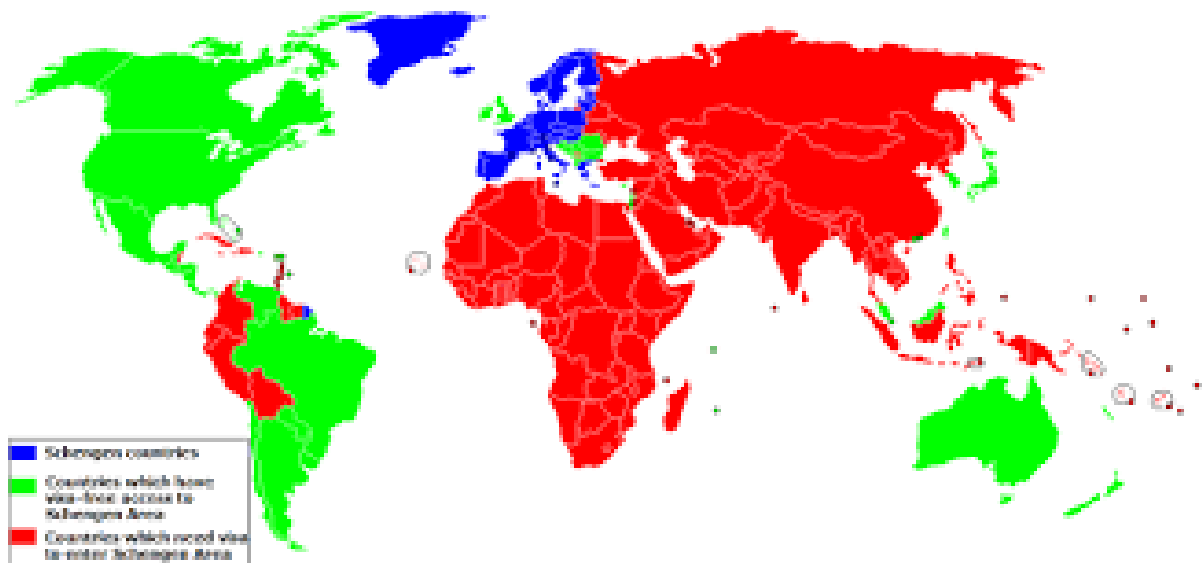 Schengen countries
Countries which have
visa-free access to
Schengen Area
Countries which need visa
to enter Schengen Area